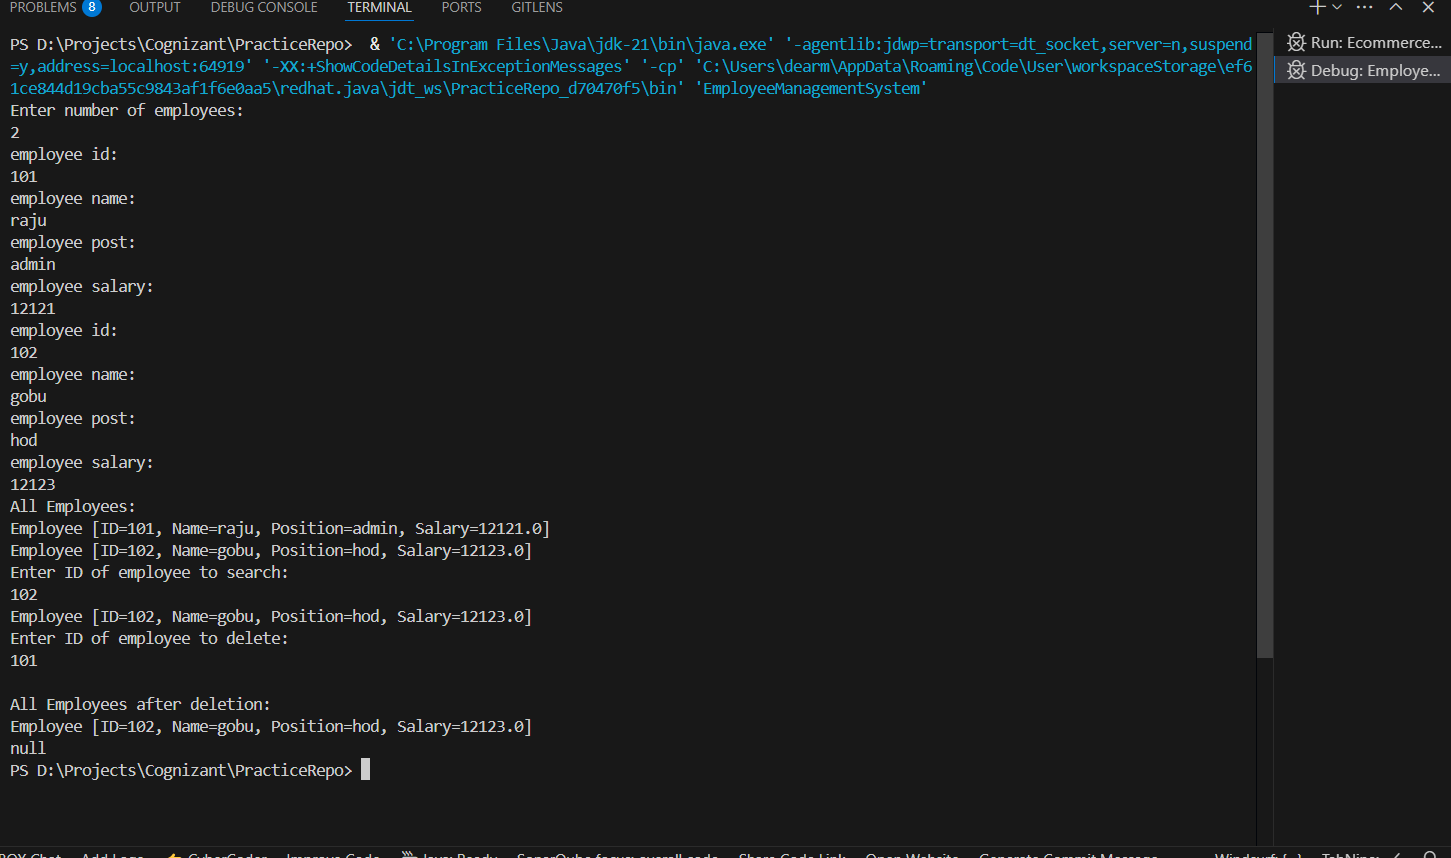 PROBLEMS 8 OUTPUT DEBUG CONSOLE TERMINAL PORTS GITLENS
PS D:\Projects\Cognizant\PracticeRepo>  & 'C:\Program Files\Java\jdk-21\bin\java.exe' '-agentlib:jdwp=transport=dt_socket,server=n,suspend
=y,address=localhost:64919' '-XX:+ShowCodeDetailsInExceptionMessages' '-cp' 'C:\Users\dearm\AppData\Roaming\Code\User\workspaceStorage\ef6
1ce844d19cba55c9843af1f6e0aa5\redhat.java\jdt_ws\PracticeRepo_d70470f5\bin' 'EmployeeManagementSystem'
Enter number of employees:
2
employee id:
101
employee name:
raju
employee post:
admin
employee salary:
12121
employee id:
102
employee name:
gobu
employee post:
hod
employee salary:
12123
All Employees:
Employee [ID=101, Name=raju, Position=admin, Salary=12121.0]
Employee [ID=102, Name=gobu, Position=hod, Salary=12123.0]
Enter ID of employee to search:
102
Employee [ID=102, Name=gobu, Position=hod, Salary=12123.0]
Enter ID of employee to delete:
101
All Employees after deletion:
Employee [ID=102, Name=gobu, Position=hod, Salary=12123.0]
null
PS D:\Projects\Cognizant\PracticeRepo>
Run: Ecommerce...
Debug: Employe...